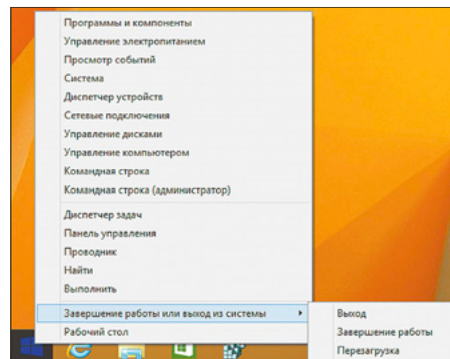 Программы и компоненты
Управление электропитанием
Просмотр событий
Система
Диспетчер устройств
Сетевые подключения
Управление дисками
Управление компьютером
Командная строка
Командная строка (администратор)
Диспетчер задач
Панель управления
Проводник
Найти
Выполнить
Завершение работы или выход из системы
Рабочий стол
Выход
Завершение работы
Перезагрузка